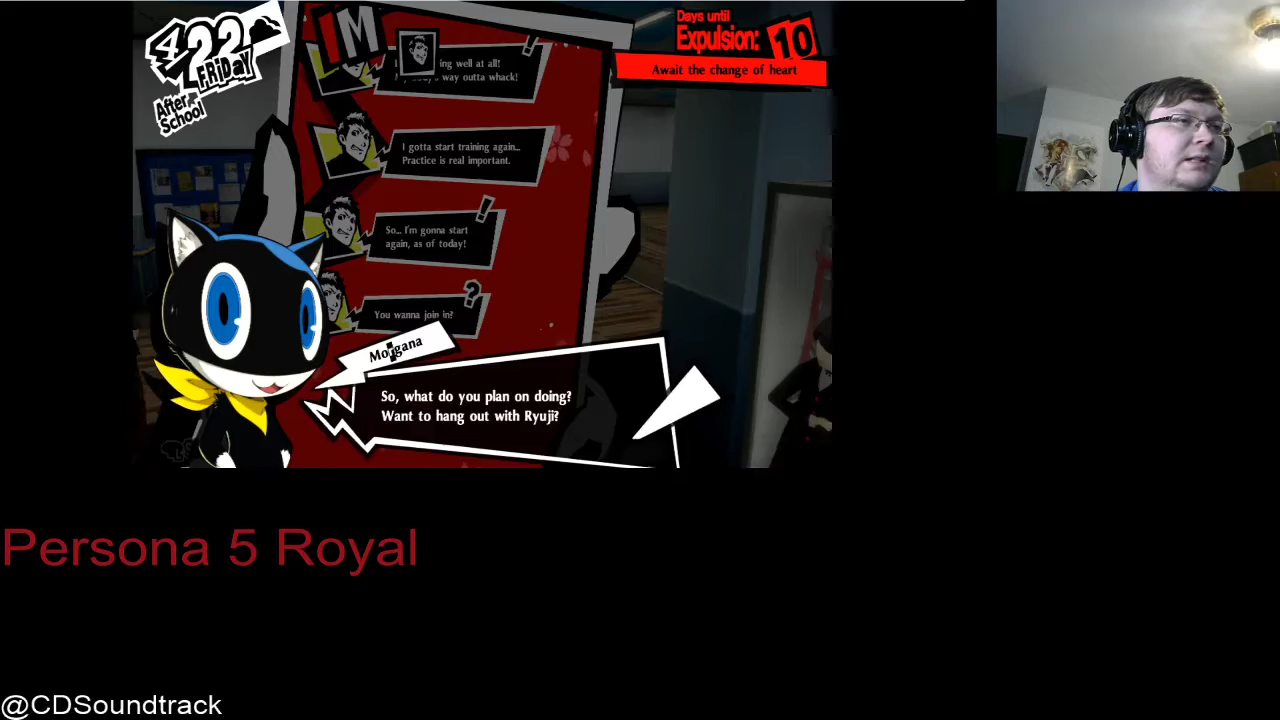 4/22
FRiDaY
After School
IM
ing well at all!
way outta whack!
I gotta start training again...
Practice is real important.
So... I'm gonna start
again, as of today!
You wanna join in?
Morgana
So, what do you plan on doing?
Want to hang out with Ryuji?
Days until
Expulsion: 10
Await the change of heart
Persona 5 Royal
@CDSoundtrack